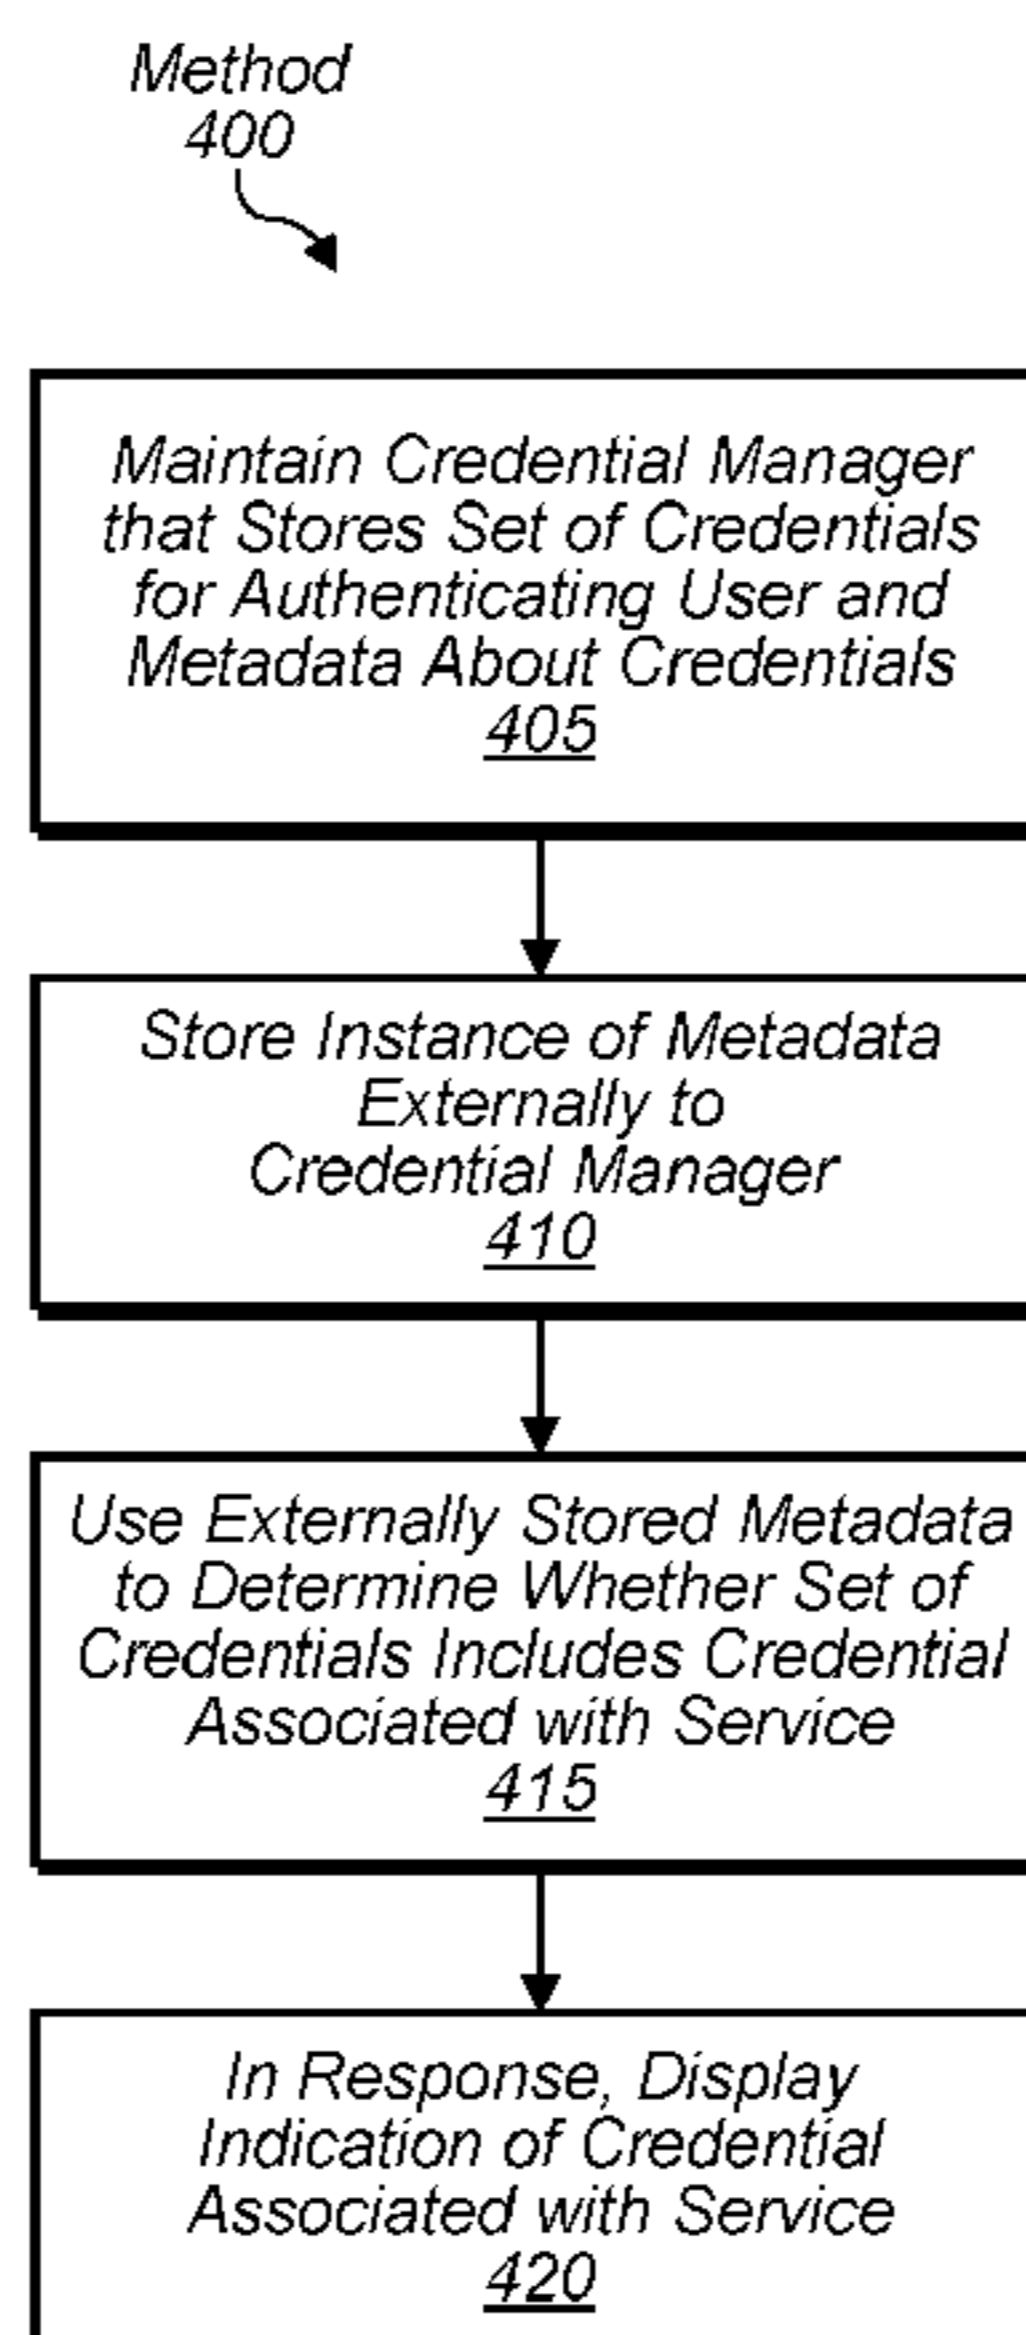 Method
400
Maintain Credential Manager
that Stores Set of Credentials
for Authenticating User and
Metadata About Credentials
405
Store Instance of Metadata
Externally to
Credential Manager
410
Use Externally Stored Metadata
to Determine Whether Set of
Credentials Includes Credential
Associated with Service
415
In Response, Display
Indication of Credential
Associated with Service
420